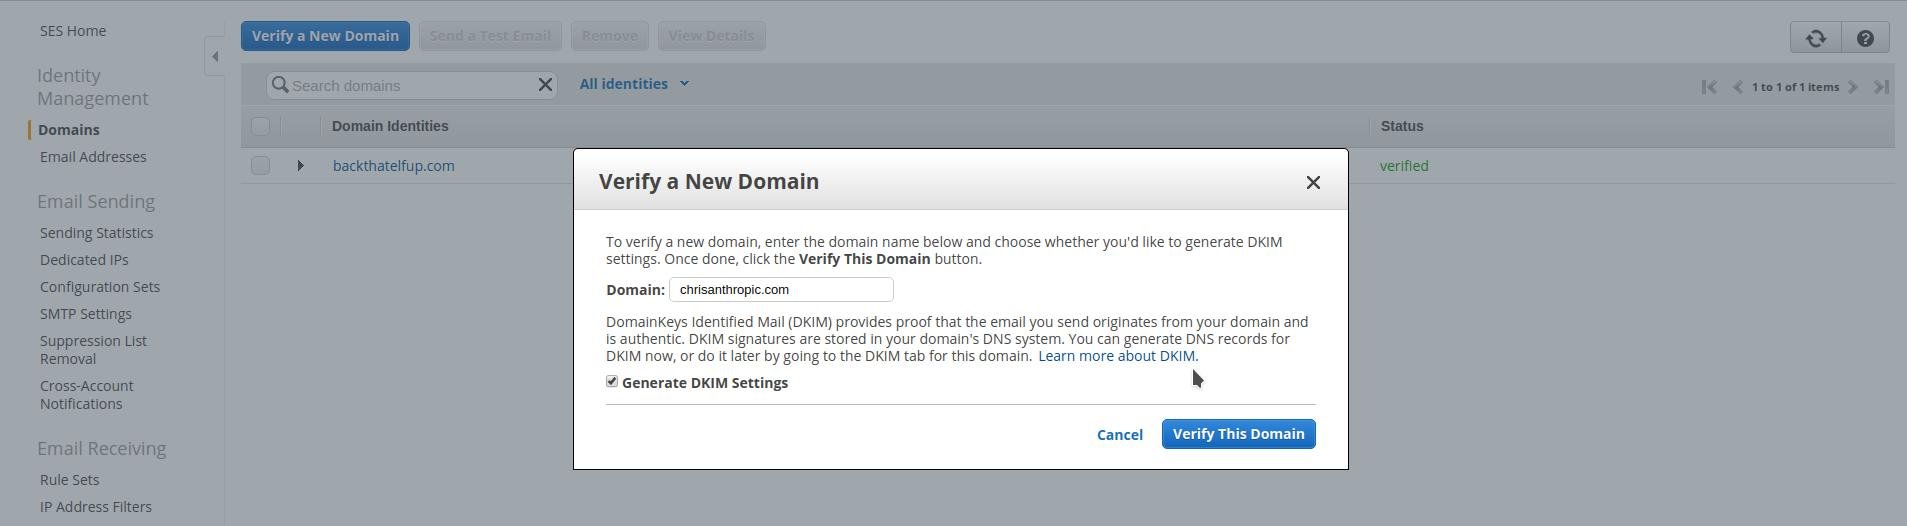 SES Home
Identity
Management
Domains
Email Addresses
Email Sending
Sending Statistics
Dedicated IPs
Configuration Sets
SMTP Settings
Suppression List
Removal
Cross-Account
Notifications
Email Receiving
Rule Sets
IP Address Filters
Verify a New Domain Send a Test Email Remove View Details
Search domains All identities 1 to 1 of 1 items
Domain Identities Status
backthatelfup.com verified
Verify a New Domain
To verify a new domain, enter the domain name below and choose whether you'd like to generate DKIM
settings. Once done, click the Verify This Domain button.
Domain: chrisanthropic.com
DomainKeys Identified Mail (DKIM) provides proof that the email you send originates from your domain and
is authentic. DKIM signatures are stored in your domain's DNS system. You can generate DNS records for
DKIM now, or do it later by going to the DKIM tab for this domain. Learn more about DKIM.
Generate DKIM Settings
Cancel Verify This Domain